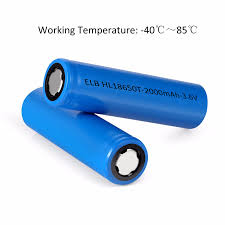 Working Temperature: -40℃～85℃
ELB HL18650T-2000mAh-3.6V